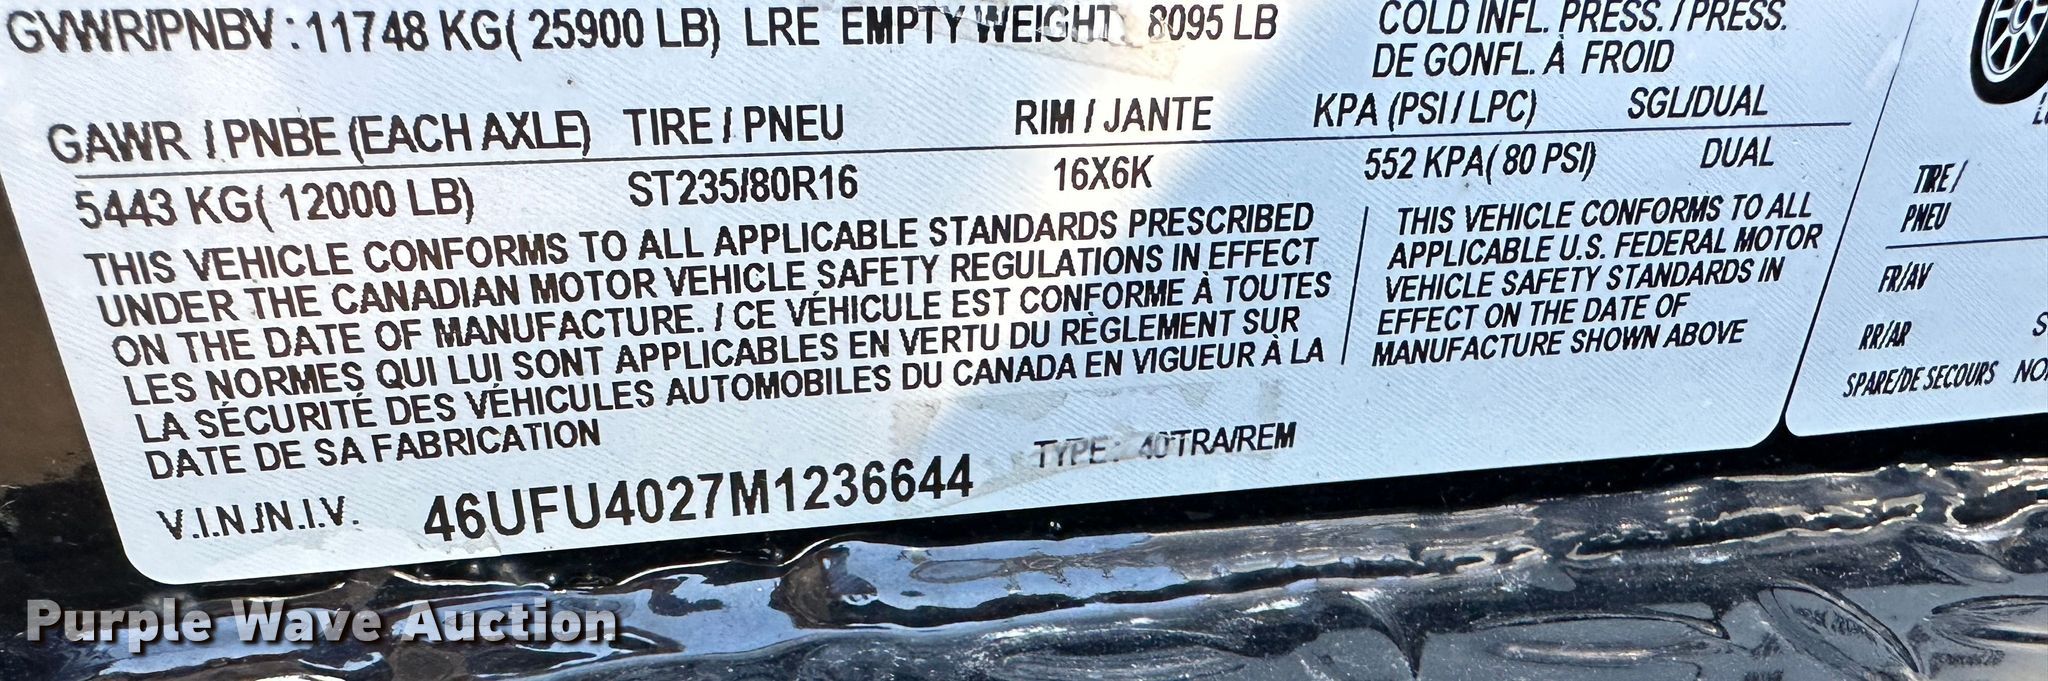 GVWR/PNBV : 11748 KG( 25900 LB) LRE EMPTY WEIGHT 8095 LB
COLD INFL. PRESS. / PRESS.
DE GONFL. À FROID
GAWR / PNBE (EACH AXLE) TIRE / PNEU RIM / JANTE KPA (PSI / LPC) SGL/DUAL
5443 KG( 12000 LB) ST235/80R16 16X6K 552 KPA( 80 PSI) DUAL
THIS VEHICLE CONFORMS TO ALL APPLICABLE STANDARDS PRESCRIBED
UNDER THE CANADIAN MOTOR VEHICLE SAFETY REGULATIONS IN EFFECT
ON THE DATE OF MANUFACTURE. / CE VÉHICULE EST CONFORME À TOUTES
LES NORMES QUI LUI SONT APPLICABLES EN VERTU DU RÈGLEMENT SUR
LA SÉCURITÉ DES VÉHICULES AUTOMOBILES DU CANADA EN VIGUEUR À LA
DATE DE SA FABRICATION
THIS VEHICLE CONFORMS TO ALL
APPLICABLE U.S. FEDERAL MOTOR
VEHICLE SAFETY STANDARDS IN
EFFECT ON THE DATE OF
MANUFACTURE SHOWN ABOVE
V.I.N./N.I.V. 46UFU4027M1236644 TYPE: 40'TRA/REM
TIRE /
PNEU
FR/AV
RR/AR
SPARE/DE SECOURS
Purple Wave Auction